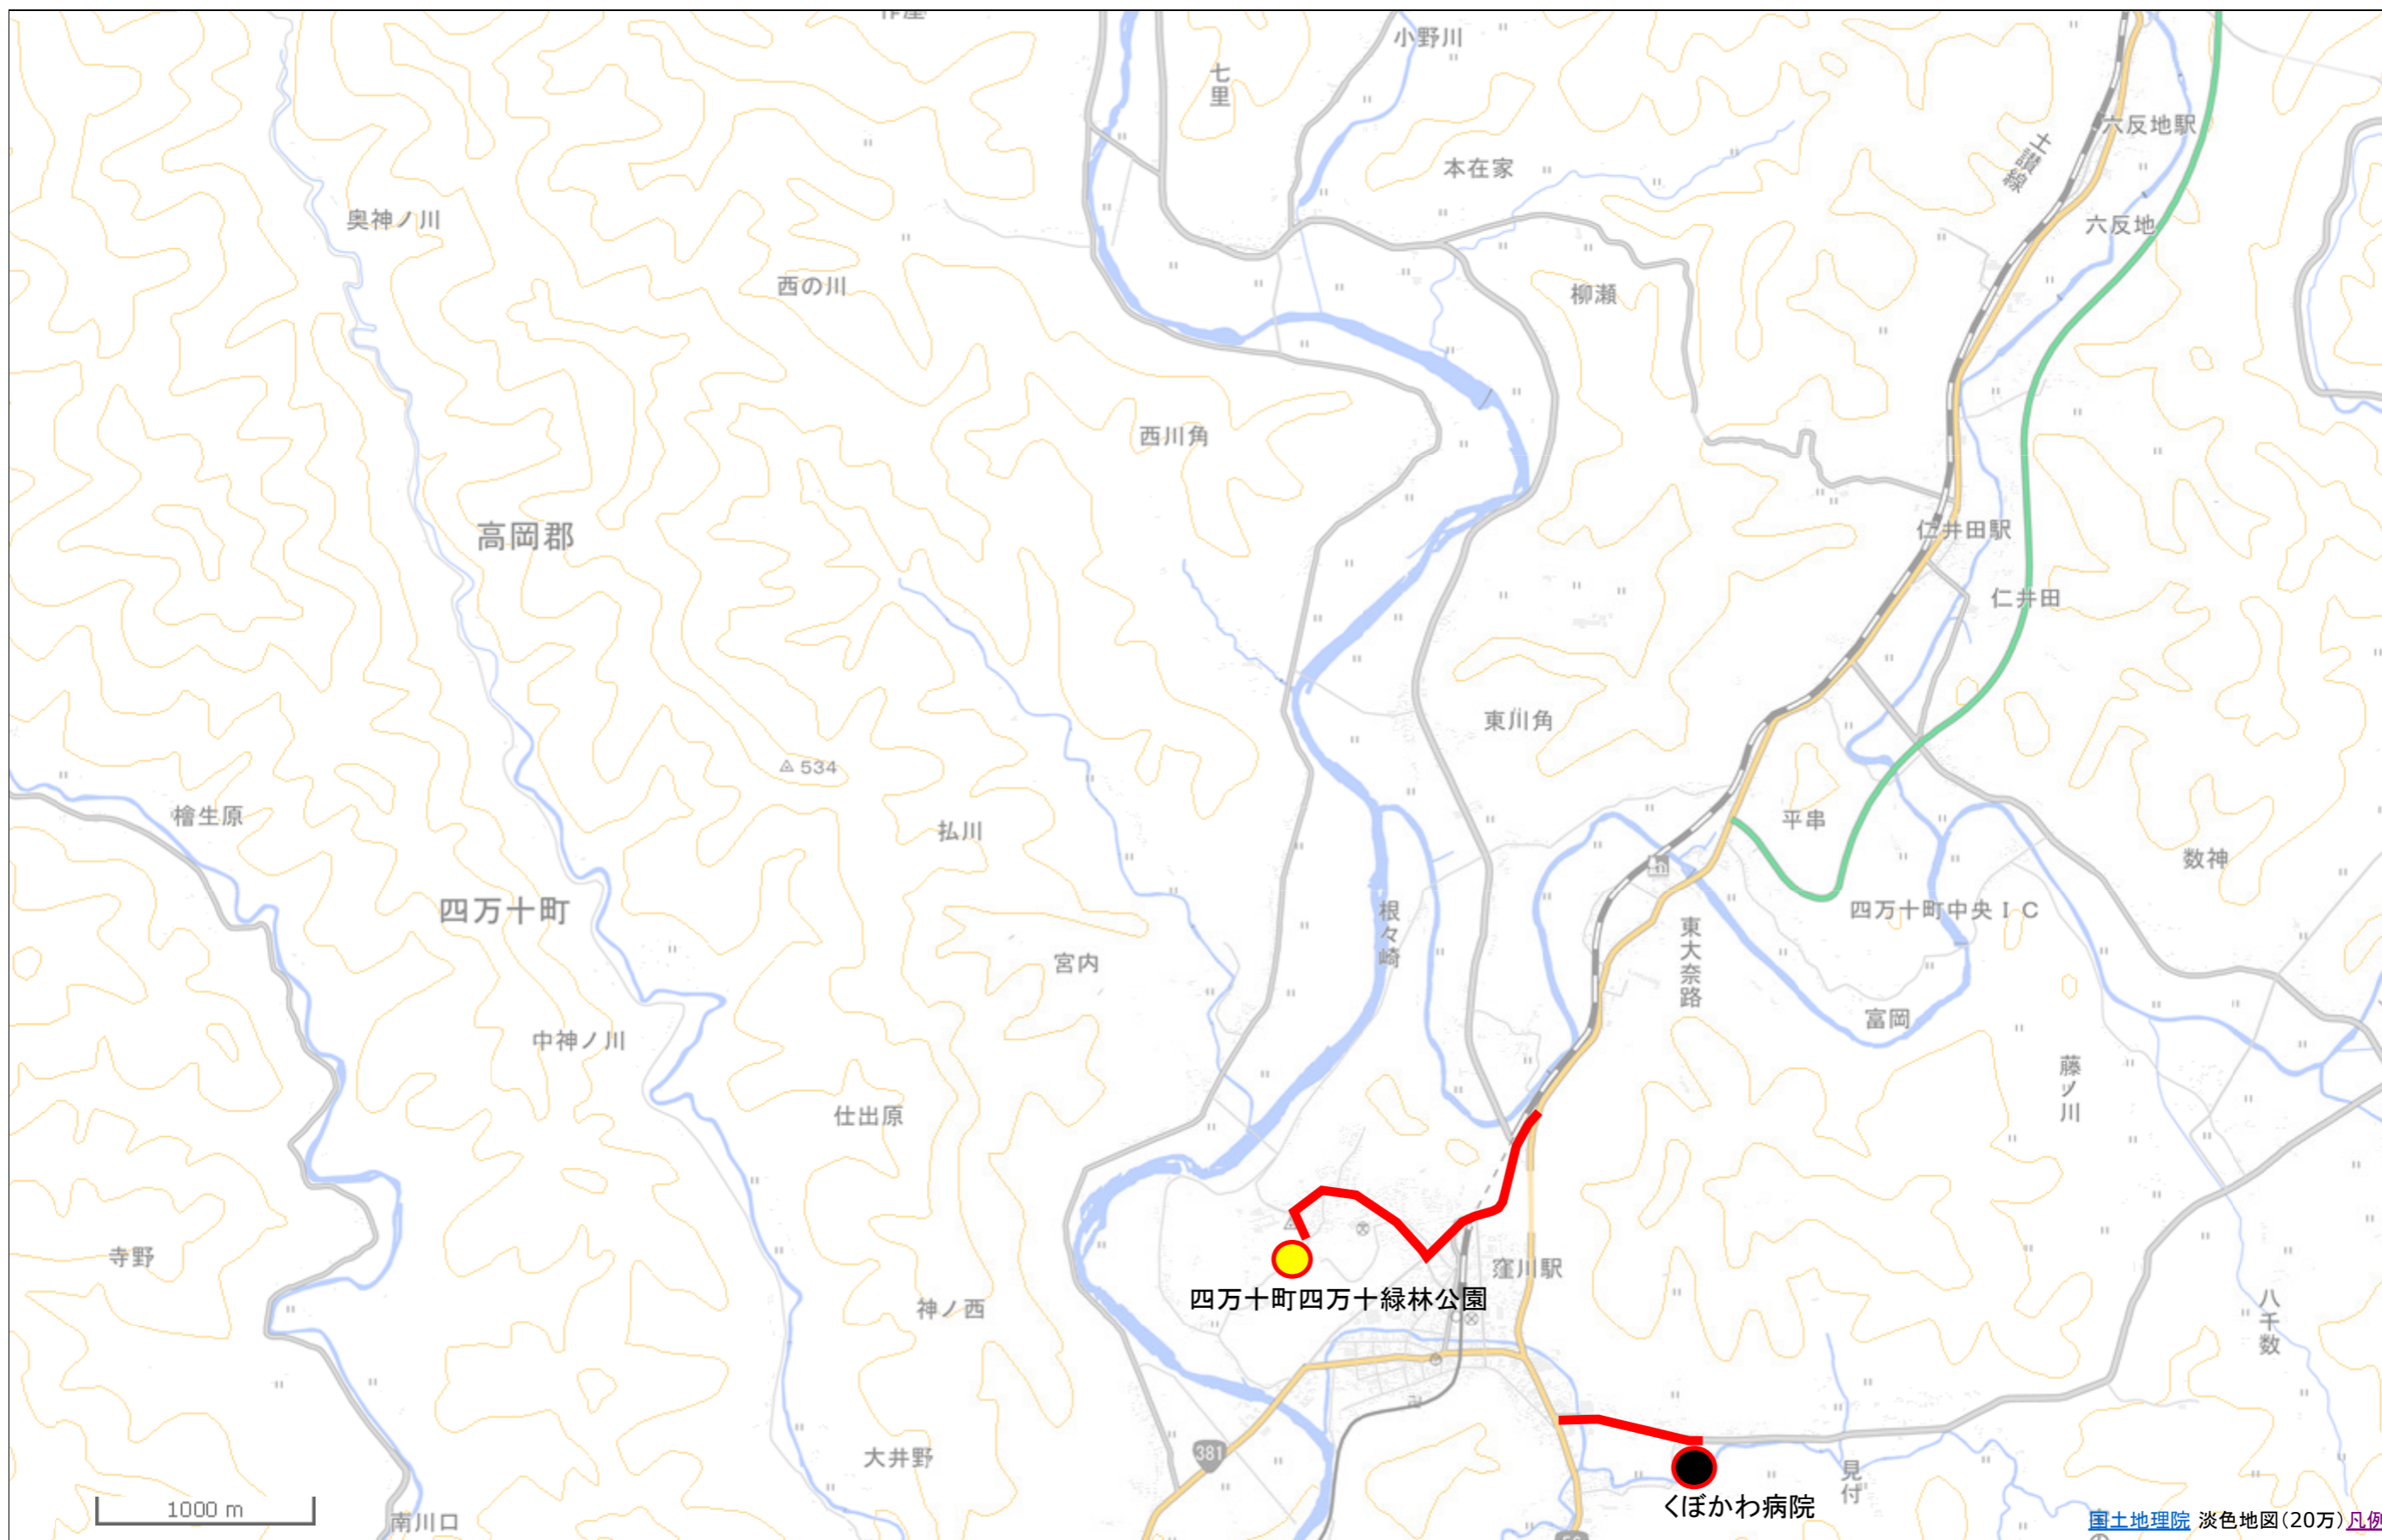 小野川
七里
六反地駅
土讃線
本在家
奥神ノ川
六反地
西の川
柳瀬
西川角
高岡郡
仁井田駅
仁井田
東川角
534
檜生原
払川
平串
数神
四万十町
根々崎
四万十町中央IC
東大奈路
宮内
富岡
中神ノ川
藤ノ川
仕出原
寺野
窪川駅
四万十町四万十緑林公園
神ノ西
八千数
381
大井野
見付
くぼかわ病院
1000 m
南川口
国土地理院 淡色地図(20万)凡例